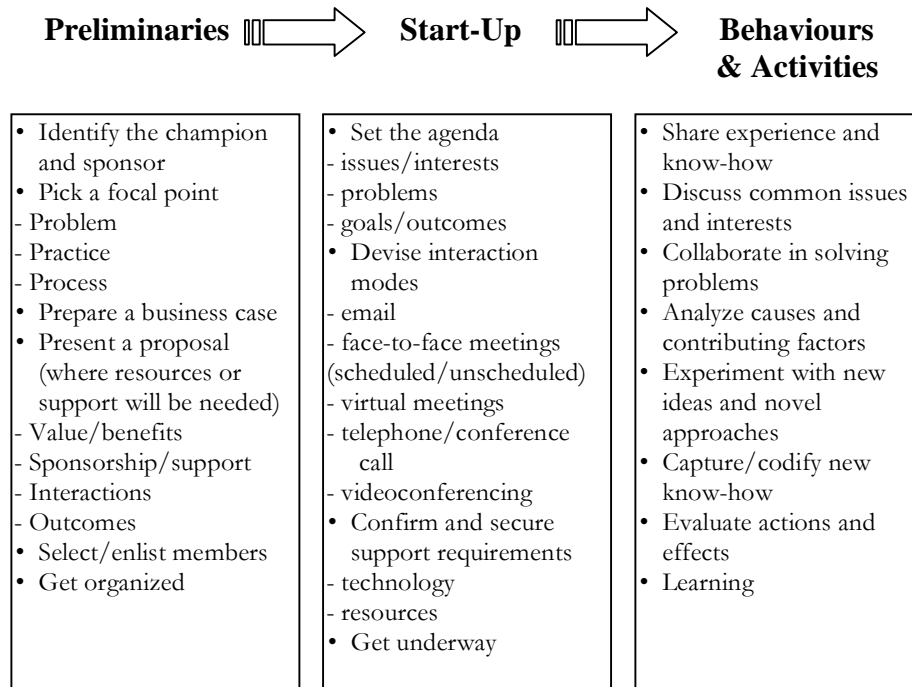 Preliminaries
Start-Up
Behaviours
& Activities
• Identify the champion
and sponsor
• Pick a focal point
- Problem
- Practice
- Process
• Prepare a business case
• Present a proposal
(where resources or
support will be needed)
- Value/benefits
- Sponsorship/support
- Interactions
- Outcomes
• Select/enlist members
• Get organized
• Set the agenda
- issues/interests
- problems
- goals/outcomes
• Devise interaction
modes
- email
- face-to-face meetings
(scheduled/unscheduled)
- virtual meetings
- telephone/conference
call
- videoconferencing
• Confirm and secure
support requirements
- technology
- resources
• Get underway
• Share experience and
know-how
• Discuss common issues
and interests
• Collaborate in solving
problems
• Analyze causes and
contributing factors
• Experiment with new
ideas and novel
approaches
• Capture/codify new
know-how
• Evaluate actions and
effects
• Learning